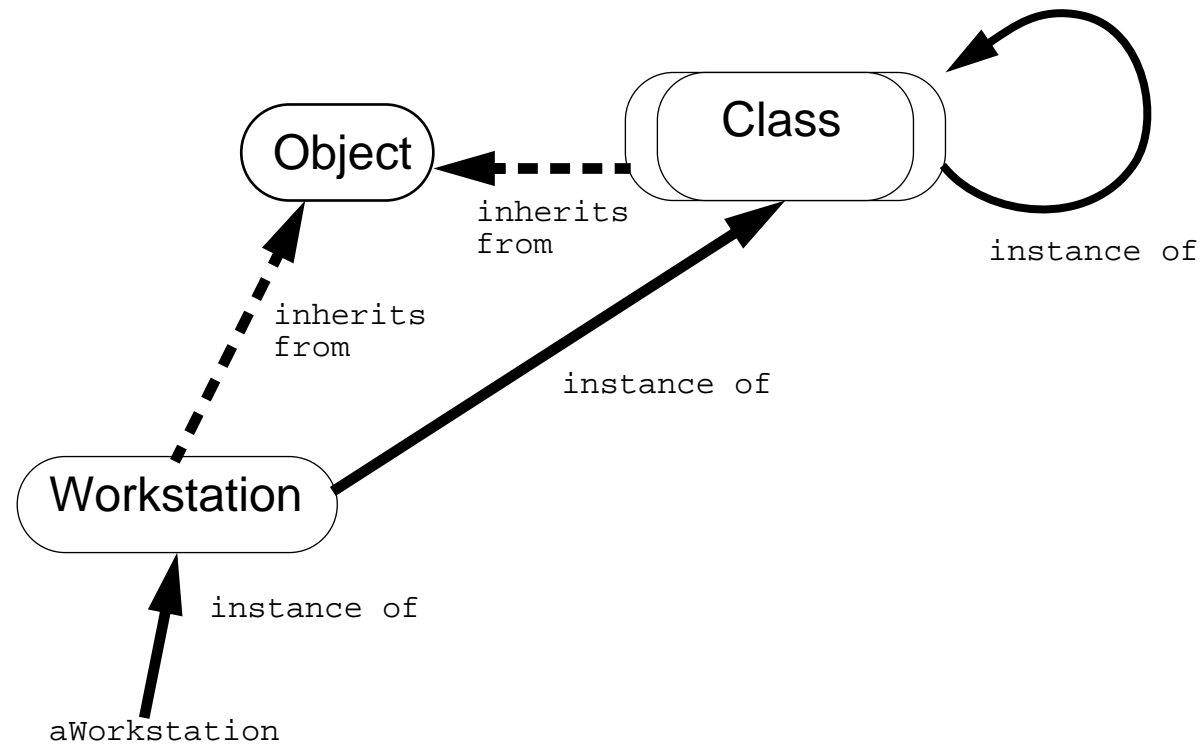 Class
Object
inherits
from
instance of
inherits
from
instance of
Workstation
instance of
aWorkstation